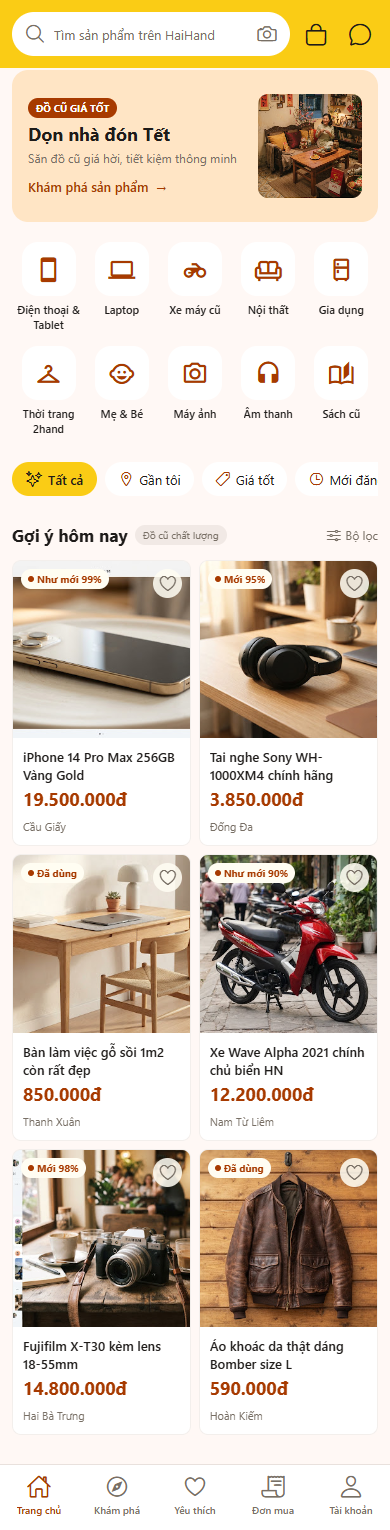 Tìm sản phẩm trên HaiHand
ĐỒ CŨ GIÁ TỐT
Dọn nhà đón Tết
Săn đồ cũ giá hời, tiết kiệm thông minh
Khám phá sản phẩm →
Điện thoại &
Tablet
Laptop
Xe máy cũ
Nội thất
Gia dụng
Thời trang
2hand
Mẹ & Bé
Máy ảnh
Âm thanh
Sách cũ
Tất cả
Gần tôi
Giá tốt
Mới đăn
Gợi ý hôm nay
Đồ cũ chất lượng
Bộ lọc
Như mới 99%
Mới 95%
iPhone 14 Pro Max 256GB
Vàng Gold
19.500.000đ
Cầu Giấy
Tai nghe Sony WH-
1000XM4 chính hãng
3.850.000đ
Đống Đa
Đã dùng
Như mới 90%
Bàn làm việc gỗ sồi 1m2
còn rất đẹp
850.000đ
Thanh Xuân
Xe Wave Alpha 2021 chính
chủ biển HN
12.200.000đ
Nam Từ Liêm
Mới 98%
Đã dùng
Fujifilm X-T30 kèm lens
18-55mm
14.800.000đ
Hai Bà Trưng
Áo khoác da thật dáng
Bomber size L
590.000đ
Hoàn Kiếm
Trang chủ
Khám phá
Yêu thích
Đơn mua
Tài khoản